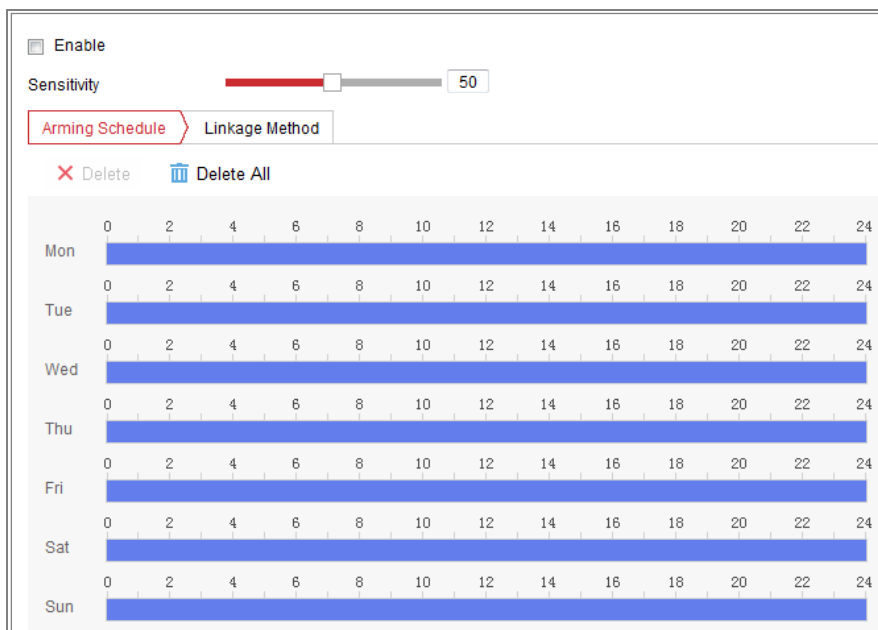 Enable
Sensitivity 50
Arming Schedule Linkage Method
Delete Delete All
0 2 4 6 8 10 12 14 16 18 20 22 24
Mon
0 2 4 6 8 10 12 14 16 18 20 22 24
Tue
0 2 4 6 8 10 12 14 16 18 20 22 24
Wed
0 2 4 6 8 10 12 14 16 18 20 22 24
Thu
0 2 4 6 8 10 12 14 16 18 20 22 24
Fri
0 2 4 6 8 10 12 14 16 18 20 22 24
Sat
0 2 4 6 8 10 12 14 16 18 20 22 24
Sun